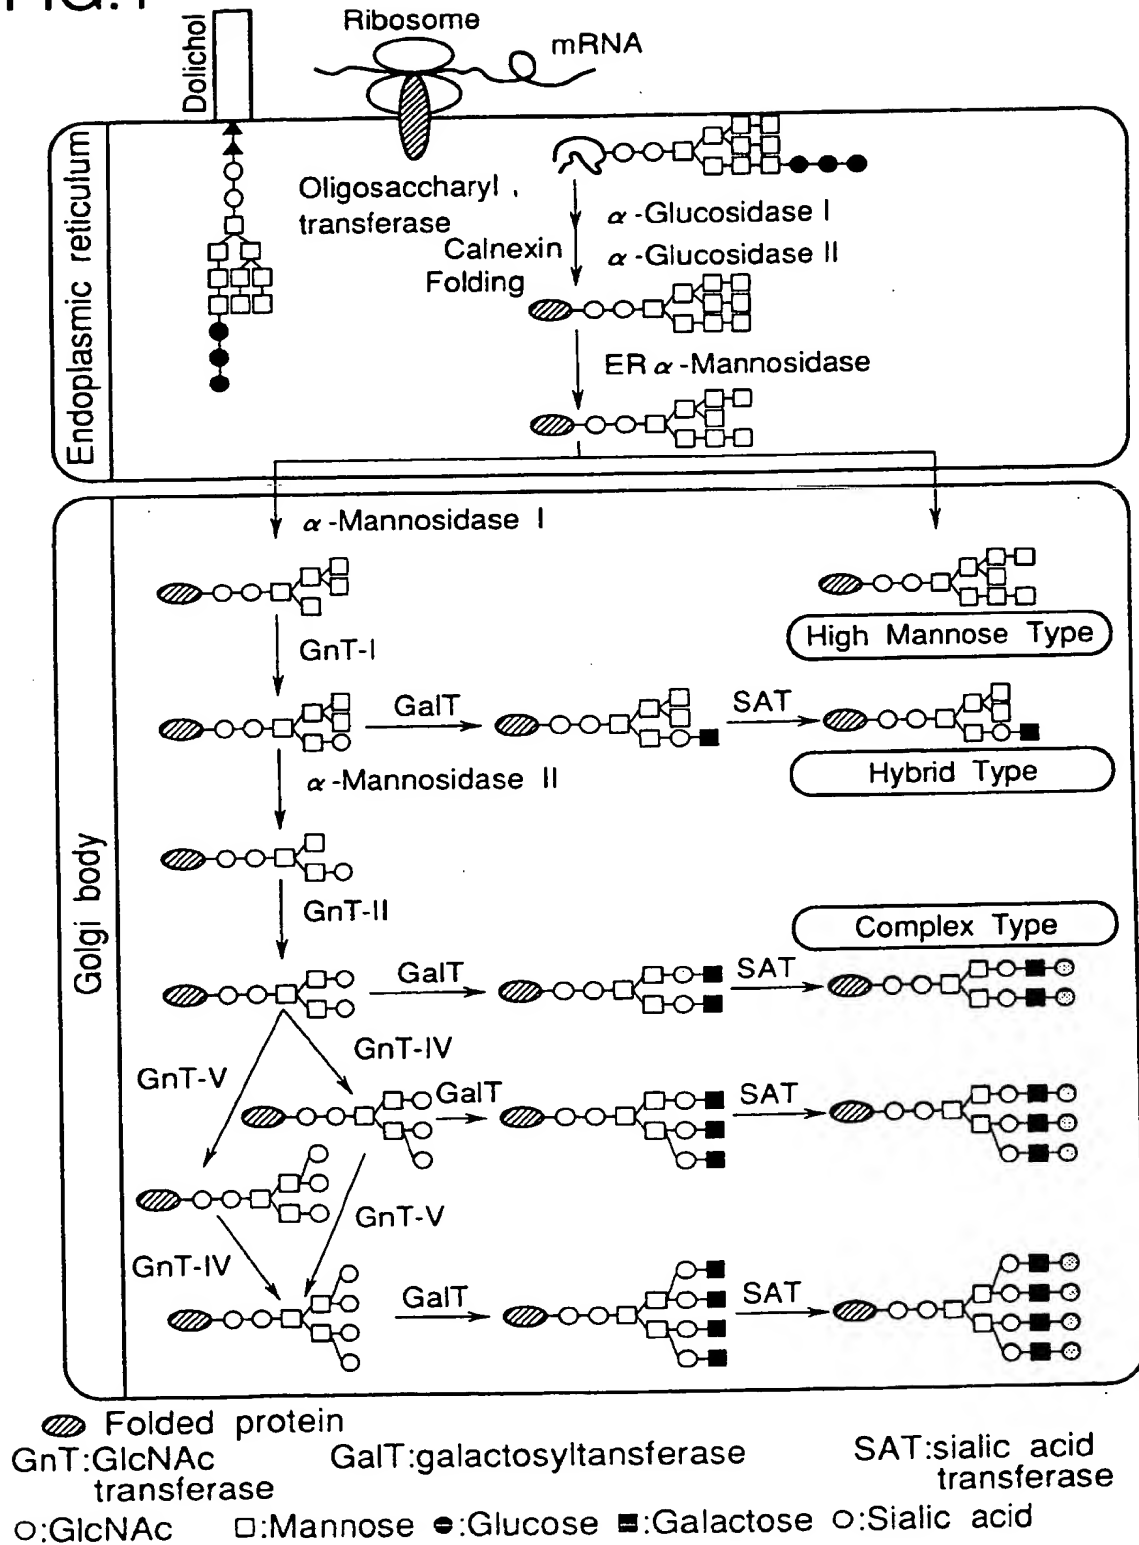 FIG.1
Dolichol
Ribosome
mRNA
Endoplasmic reticulum
Oligosaccharyl
transferase
α-Glucosidase I
Calnexin
α-Glucosidase II
Folding
ER α-Mannosidase
α-Mannosidase I
Golgi body
GnT-I
High Mannose Type
GalT
SAT
α-Mannosidase II
Hybrid Type
GnT-II
Complex Type
GalT
SAT
GnT-IV
GnT-V
GalT
SAT
GnT-V
GnT-IV
GalT
SAT
Folded protein
GnT:GlcNAc
transferase
GalT:galactosyltansferase
SAT:sialic acid
transferase
○:GlcNAc □:Mannose ●:Glucose ■:Galactose ○:Sialic acid